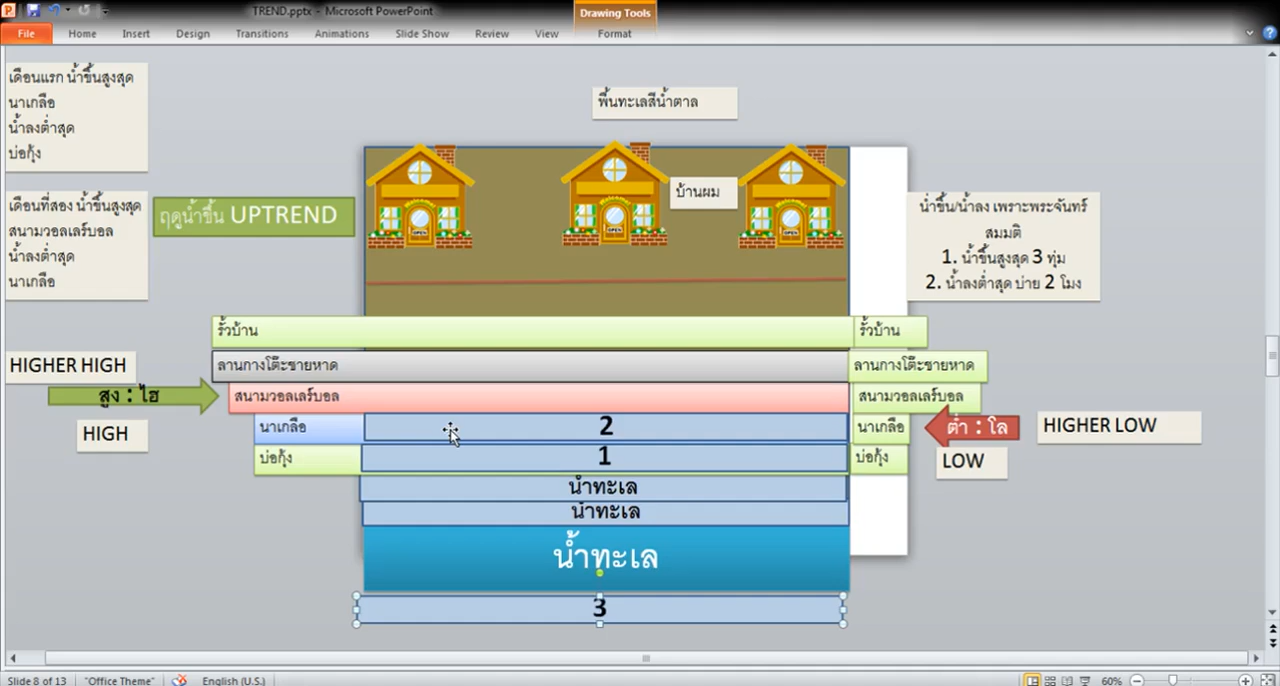 TREND.pptx - Microsoft PowerPoint
Drawing Tools
File Home Insert Design Transitions Animations Slide Show Review View Format
เดือนแรก น้ำขึ้นสูงสุด
นาเกลือ
น้ำลงต่ำสุด
บ่อกุ้ง
พื้นทะเลสีน้ำตาล
เดือนที่สอง น้ำขึ้นสูงสุด
สนามวอลเลร์บอล
น้ำลงต่ำสุด
นาเกลือ
ฤดูน้ำขึ้น UPTREND
OPEN
OPEN
OPEN
บ้านผม
น้ำขึ้น/น้ำลง เพราะพระจันทร์
สมมติ
1. น้ำขึ้นสูงสุด 3 ทุ่ม
2. น้ำลงต่ำสุด บ่าย 2 โมง
รั้วบ้าน
รั้วบ้าน
HIGHER HIGH
ลานกางโต๊ะชายหาด
ลานกางโต๊ะชายหาด
สูง : ไฮ
สนามวอลเลร์บอล
สนามวอลเลร์บอล
HIGH
นาเกลือ
2
นาเกลือ
ต่ำ : โล
HIGHER LOW
บ่อกุ้ง
1
บ่อกุ้ง
LOW
น้ำทะเล
น้ำทะเล
น้ำทะเล
3
Slide 8 of 13 "Office Theme" English (U.S.) 60%